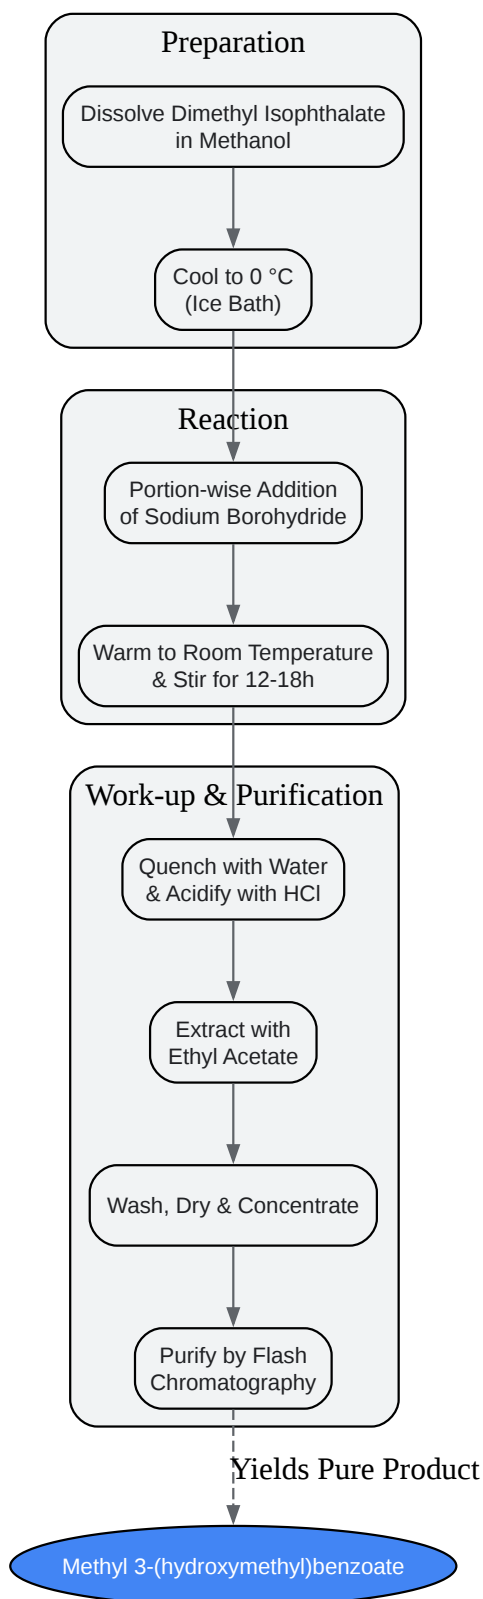 Preparation
Dissolve Dimethyl Isophthalate
in Methanol
Cool to 0 °C
(Ice Bath)
Reaction
Portion-wise Addition
of Sodium Borohydride
Warm to Room Temperature
& Stir for 12-18h
Work-up & Purification
Quench with Water
& Acidify with HCl
Extract with
Ethyl Acetate
Wash, Dry & Concentrate
Purify by Flash
Chromatography
Yields Pure Product
Methyl 3-(hydroxymethyl)benzoate